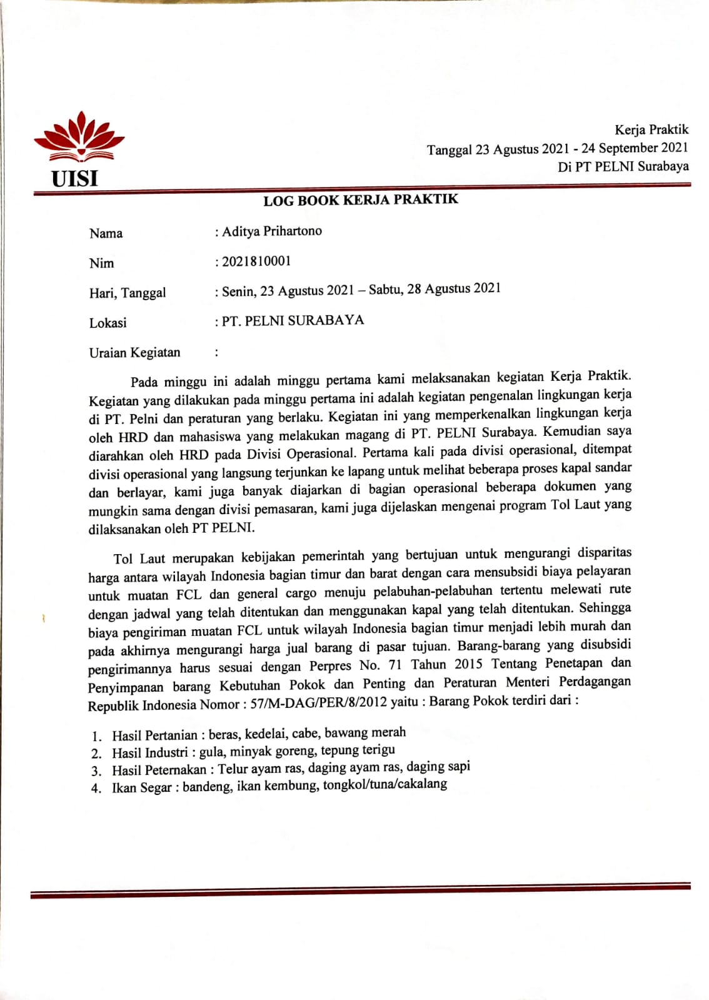 Kerja Praktik
Tanggal 23 Agustus 2021 - 24 September 2021
Di PT PELNI Surabaya
UISI
LOG BOOK KERJA PRAKTIK
Nama : Aditya Prihartono
Nim : 2021810001
Hari, Tanggal : Senin, 23 Agustus 2021 – Sabtu, 28 Agustus 2021
Lokasi : PT. PELNI SURABAYA
Uraian Kegiatan :
Pada minggu ini adalah minggu pertama kami melaksanakan kegiatan Kerja Praktik.
Kegiatan yang dilakukan pada minggu pertama ini adalah kegiatan pengenalan lingkungan kerja
di PT. Pelni dan peraturan yang berlaku. Kegiatan ini yang memperkenalkan lingkungan kerja
oleh HRD dan mahasiswa yang melakukan magang di PT. PELNI Surabaya. Kemudian saya
diarahkan oleh HRD pada Divisi Operasional. Pertama kali pada divisi operasional, ditempat
divisi operasional yang langsung terjunkan ke lapang untuk melihat beberapa proses kapal sandar
dan berlayar, kami juga banyak diajarkan di bagian operasional beberapa dokumen yang
mungkin sama dengan divisi pemasaran, kami juga dijelaskan mengenai program Tol Laut yang
dilaksanakan oleh PT PELNI.
Tol Laut merupakan kebijakan pemerintah yang bertujuan untuk mengurangi disparitas
harga antara wilayah Indonesia bagian timur dan barat dengan cara mensubsidi biaya pelayaran
untuk muatan FCL dan general cargo menuju pelabuhan-pelabuhan tertentu melewati rute
dengan jadwal yang telah ditentukan dan menggunakan kapal yang telah ditentukan. Sehingga
biaya pengiriman muatan FCL untuk wilayah Indonesia bagian timur menjadi lebih murah dan
pada akhirnya mengurangi harga jual barang di pasar tujuan. Barang-barang yang disubsidi
pengirimannya harus sesuai dengan Perpres No. 71 Tahun 2015 Tentang Penetapan dan
Penyimpanan barang Kebutuhan Pokok dan Penting dan Peraturan Menteri Perdagangan
Republik Indonesia Nomor : 57/M-DAG/PER/8/2012 yaitu : Barang Pokok terdiri dari :
1. Hasil Pertanian : beras, kedelai, cabe, bawang merah
2. Hasil Industri : gula, minyak goreng, tepung terigu
3. Hasil Peternakan : Telur ayam ras, daging ayam ras, daging sapi
4. Ikan Segar : bandeng, ikan kembung, tongkol/tuna/cakalang